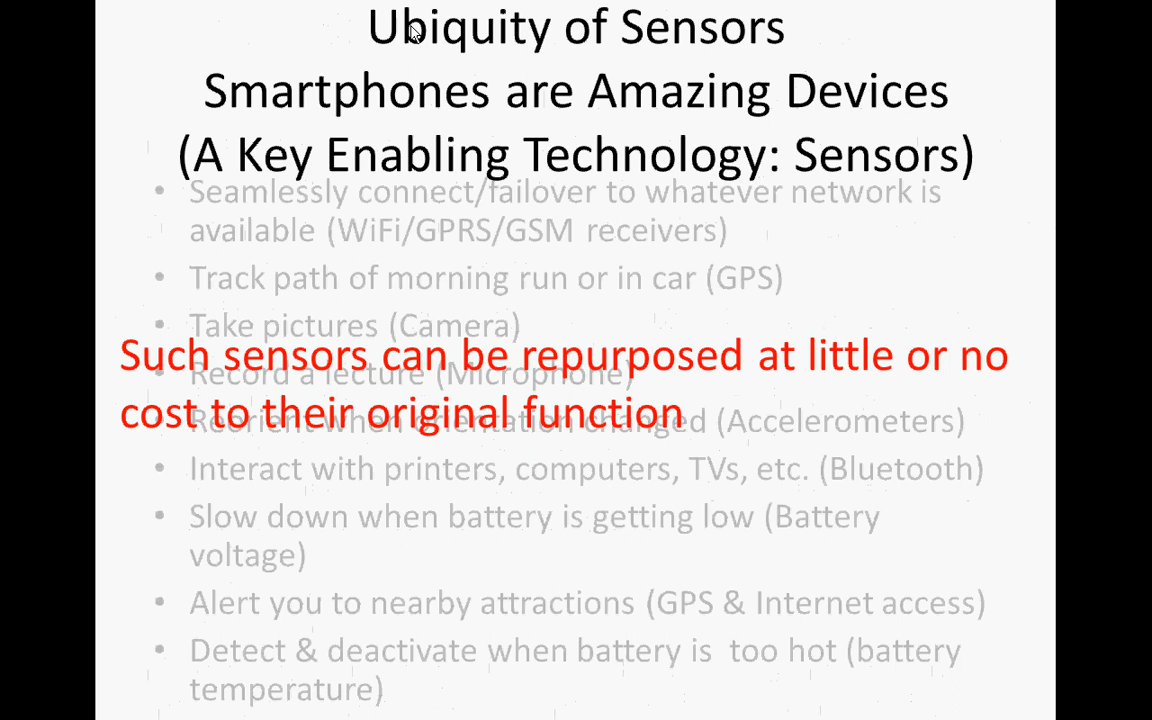 Ubiquity of Sensors
Smartphones are Amazing Devices
(A Key Enabling Technology: Sensors)
• Seamlessly connect/failover to whatever network is
available (WiFi/GPRS/GSM receivers)
• Track path of morning run or in car (GPS)
• Take pictures (Camera)
Such sensors can be repurposed at little or no
• Record a lecture (Microphone)
cost to their original function
• Reorient when orientation changed (Accelerometers)
• Interact with printers, computers, TVs, etc. (Bluetooth)
• Slow down when battery is getting low (Battery
voltage)
• Alert you to nearby attractions (GPS & Internet access)
• Detect & deactivate when battery is  too hot (battery
temperature)